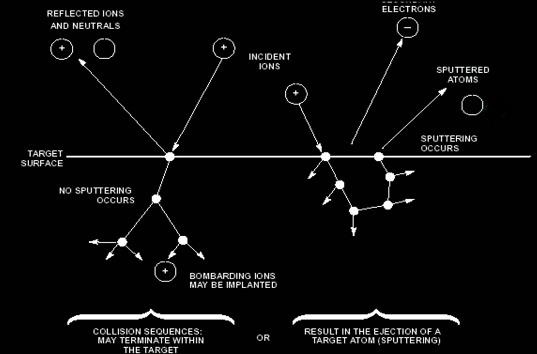 REFLECTED IONS
AND NEUTRALS
+
+
INCIDENT
IONS
+
SECONDARY
ELECTRONS
−
SPUTTERED
ATOMS
SPUTTERING
OCCURS
TARGET
SURFACE
NO SPUTTERING
OCCURS
+
BOMBARDING IONS
MAY BE IMPLANTED
COLLISION SEQUENCES:
MAY TERMINATE WITHIN
THE TARGET
OR
RESULT IN THE EJECTION OF A
TARGET ATOM (SPUTTERING)